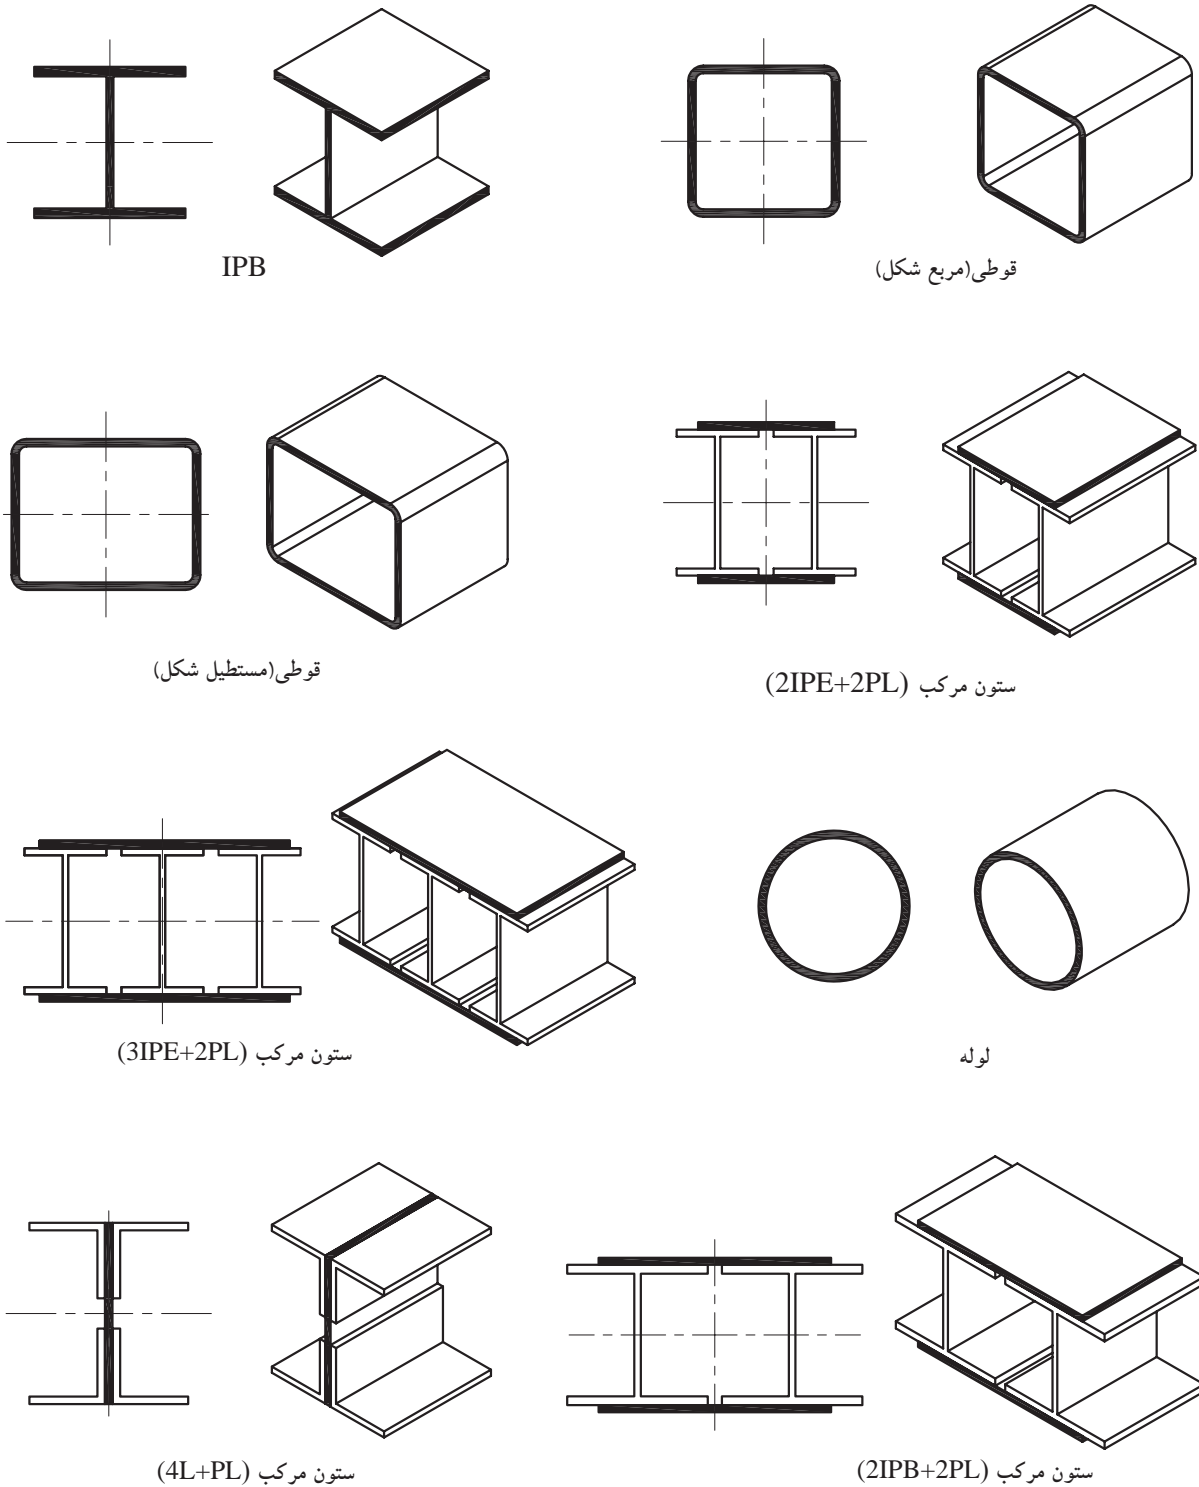 IPB
قوطی(مربع شکل)
قوطی(مستطیل شکل)
ستون مرکب (2IPE+2PL)
ستون مرکب (3IPE+2PL)
لوله
ستون مرکب (4L+PL)
ستون مرکب (2IPB+2PL)